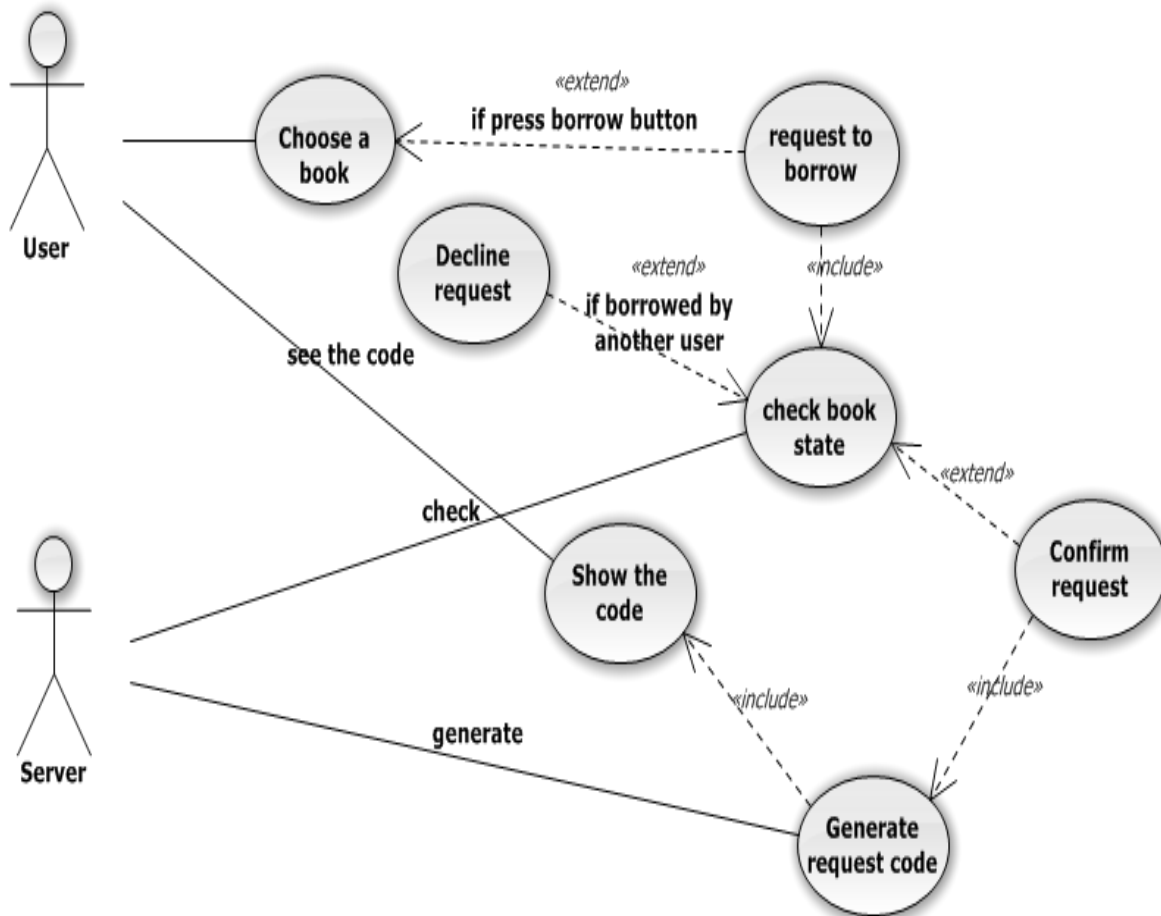 «extend»
if press borrow button
Choose a
book
request to
borrow
User
Decline
request
«extend»
if borrowed by
another user
«include»
see the code
check book
state
«extend»
check
Show the
code
Confirm
request
«include»
«include»
generate
Server
Generate
request code